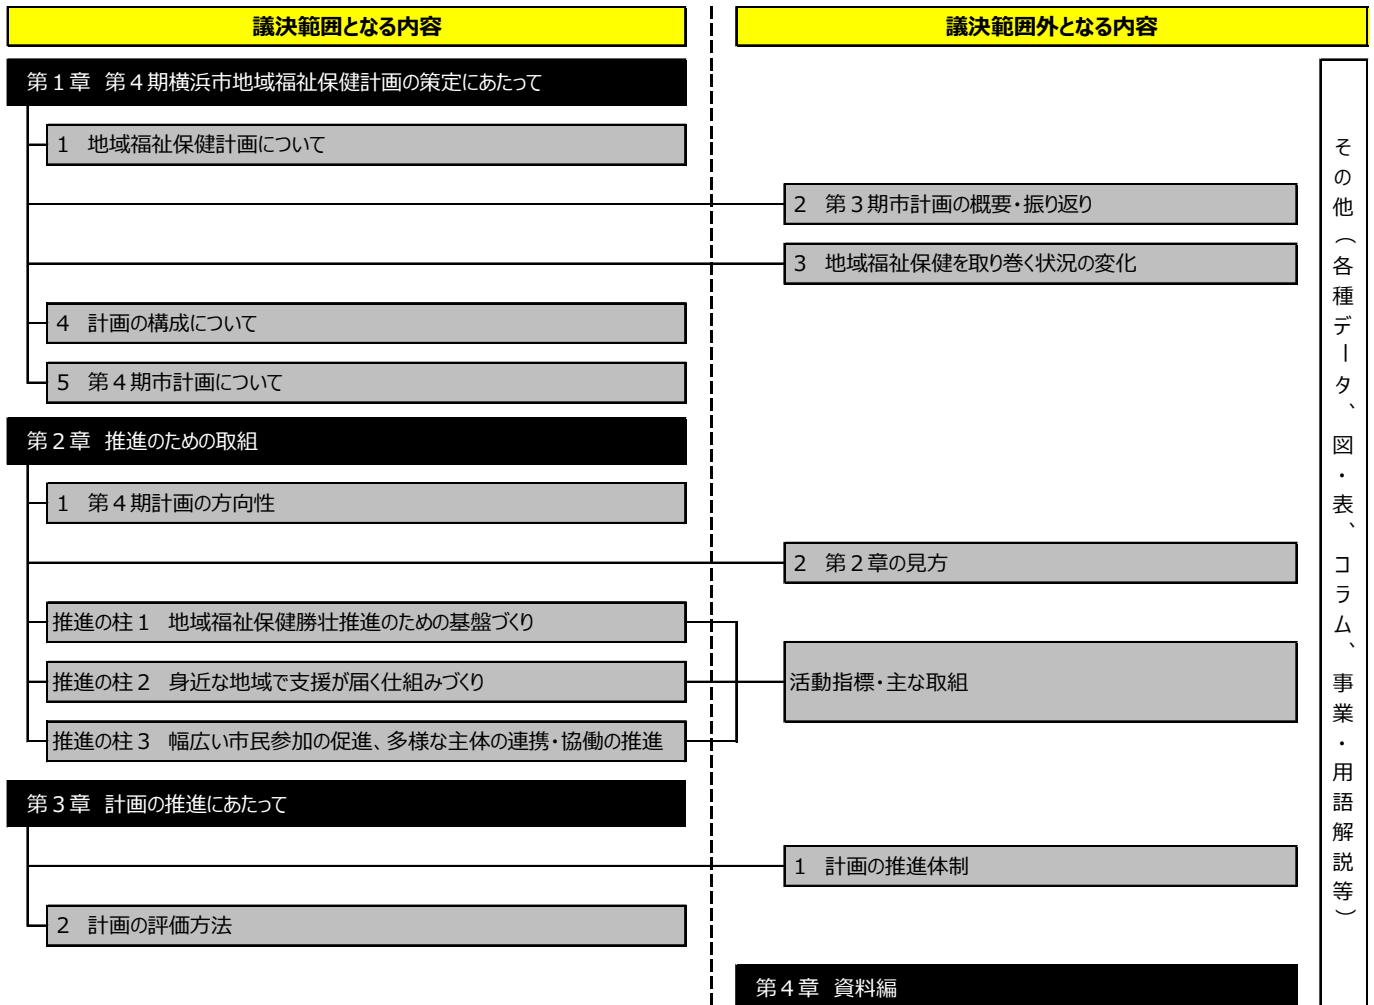 議決範囲となる内容
議決範囲外となる内容
第１章 第４期横浜市地域福祉保健計画の策定にあたって
1 地域福祉保健計画について
2 第３期市計画の概要・振り返り
3 地域福祉保健を取り巻く状況の変化
4 計画の構成について
5 第４期市計画について
第２章 推進のための取組
1 第４期計画の方向性
2 第２章の見方
推進の柱１ 地域福祉保健勝壮推進のための基盤づくり
推進の柱２ 身近な地域で支援が届く仕組みづくり
活動指標・主な取組
推進の柱３ 幅広い市民参加の促進、多様な主体の連携・協働の推進
第３章 計画の推進にあたって
1 計画の推進体制
2 計画の評価方法
第４章 資料編
その他（各種データ、図・表、コラム、事業・用語解説等）